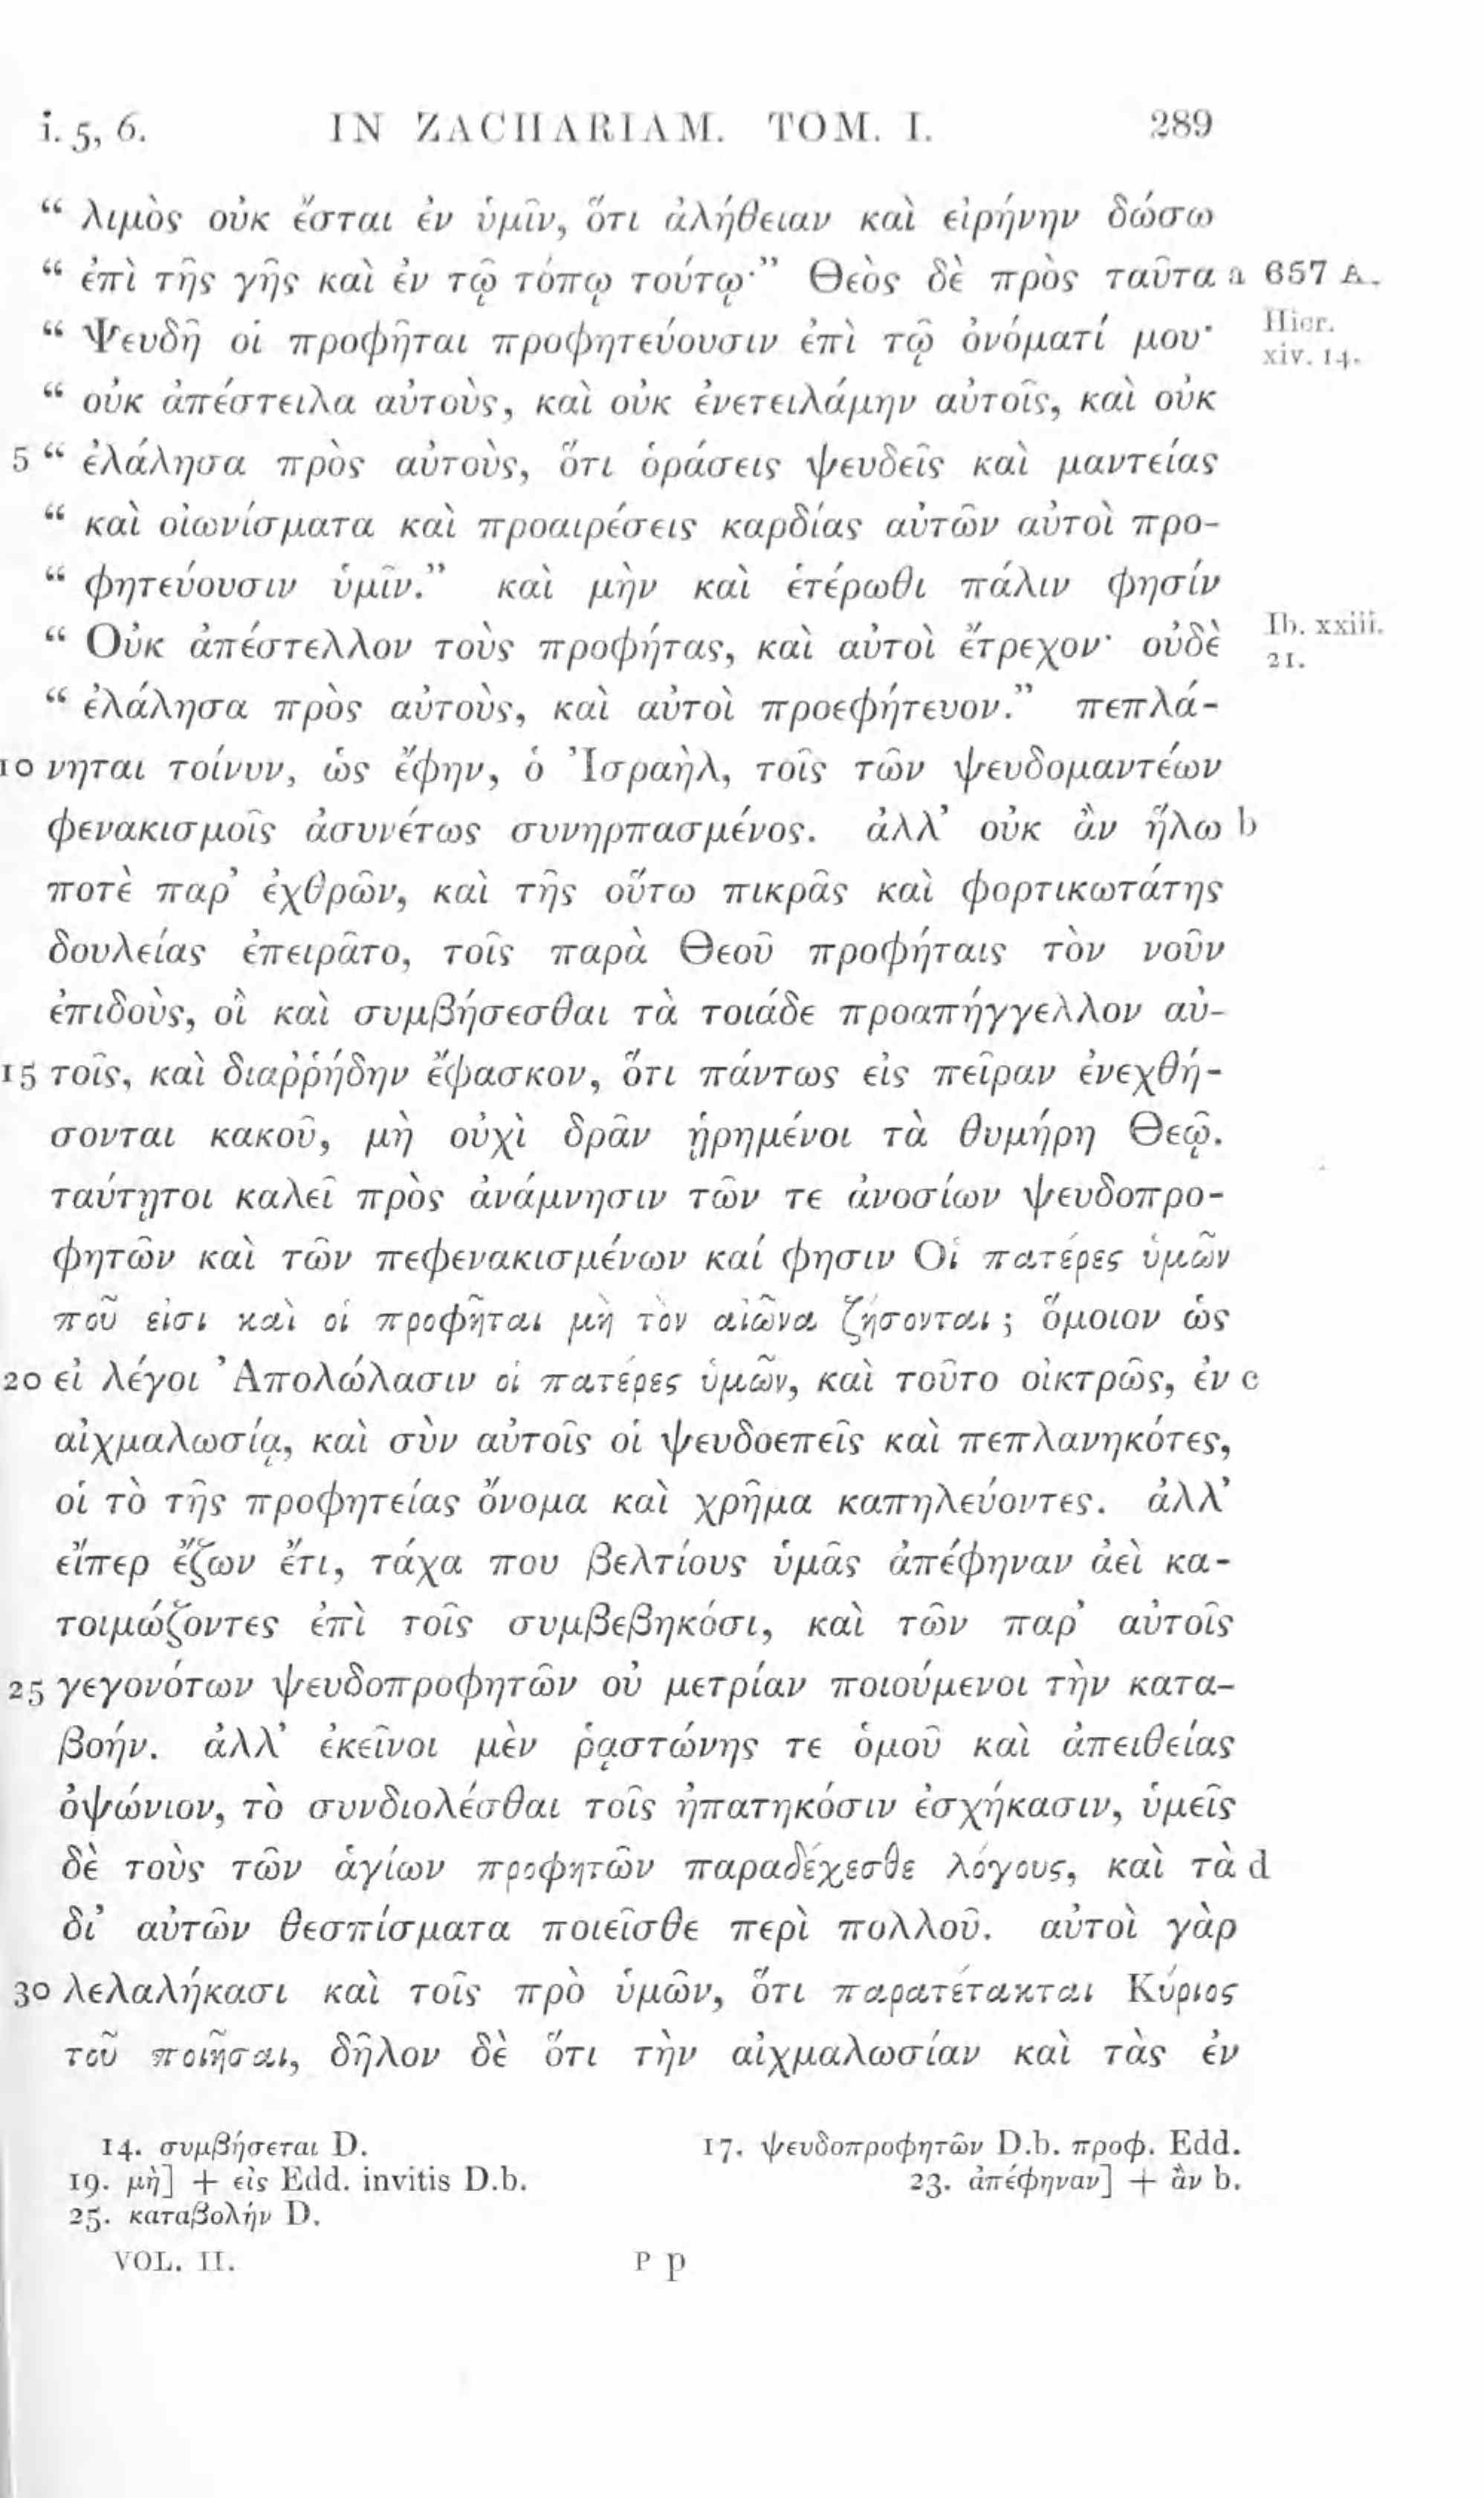 i. 5, 6. IN ZACHARIAM. TOM. I. 289
“ λιμὸς οὐκ ἔσται ἐν ὑμῖν, ὅτι ἀλήθειαν καὶ εἰρήνην δώσω
“ ἐπὶ τῆς γῆς καὶ ἐν τῷ τόπῳ τούτῳ·” Θεὸς δὲ πρὸς ταῦτα a 657 A.
“ Ψευδῆ οἱ προφῆται προφητεύουσιν ἐπὶ τῷ ὀνόματί μου· Hier. xiv. 14.
“ οὐκ ἀπέστειλα αὐτοὺς, καὶ οὐκ ἐνετειλάμην αὐτοῖς, καὶ οὐκ
5 “ ἐλάλησα πρὸς αὐτοὺς, ὅτι ὁράσεις ψευδεῖς καὶ μαντείας
“ καὶ οἰωνίσματα καὶ προαιρέσεις καρδίας αὐτῶν αὐτοὶ προ-
“ φητεύουσιν ὑμῖν.” καὶ μὴν καὶ ἑτέρωθι πάλιν φησίν
“ Οὐκ ἀπέστελλον τοὺς προφήτας, καὶ αὐτοὶ ἔτρεχον· οὐδὲ Ib. xxiii. 21.
“ ἐλάλησα πρὸς αὐτοὺς, καὶ αὐτοὶ προεφήτευον.” πεπλά-
10 νηται τοίνυν, ὡς ἔφην, ὁ Ἰσραὴλ, τοῖς τῶν ψευδομαντέων
φενακισμοῖς ἀσυνέτως συνηρπασμένος. ἀλλ’ οὐκ ἂν ἥλω b
ποτὲ παρ’ ἐχθρῶν, καὶ τῆς οὕτω πικρᾶς καὶ φορτικωτάτης
δουλείας ἐπειρᾶτο, τοῖς παρὰ Θεοῦ προφήταις τὸν νοῦν
ἐπιδοὺς, οἳ καὶ συμβήσεσθαι τὰ τοιάδε προαπήγγελλον αὐ-
15 τοῖς, καὶ διαῤῥήδην ἔφασκον, ὅτι πάντως εἰς πεῖραν ἐνεχθή-
σονται κακοῦ, μὴ οὐχὶ δρᾶν ᾑρημένοι τὰ θυμήρη Θεῷ.
ταύτῃτοι καλεῖ πρὸς ἀνάμνησιν τῶν τε ἀνοσίων ψευδοπρο-
φητῶν καὶ τῶν πεφενακισμένων καί φησιν Οἱ πατέρες ὑμῶν
ποῦ εἰσι καὶ οἱ προφῆται μὴ τὸν αἰῶνα ζήσονται ; ὅμοιον ὡς
20 εἰ λέγοι Ἀπολώλασιν οἱ πατέρες ὑμῶν, καὶ τοῦτο οἰκτρῶς, ἐν c
αἰχμαλωσίᾳ, καὶ σὺν αὐτοῖς οἱ ψευδοεπεῖς καὶ πεπλανηκότες,
οἱ τὸ τῆς προφητείας ὄνομα καὶ χρῆμα καπηλεύοντες. ἀλλ’
εἴπερ ἔζων ἔτι, τάχα που βελτίους ὑμᾶς ἀπέφηναν ἀεὶ κα-
τοιμώζοντες ἐπὶ τοῖς συμβεβηκόσι, καὶ τῶν παρ’ αὐτοῖς
25 γεγονότων ψευδοπροφητῶν οὐ μετρίαν ποιούμενοι τὴν κατα-
βοήν. ἀλλ’ ἐκεῖνοι μὲν ῥᾳστώνης τε ὁμοῦ καὶ ἀπειθείας
ὀψώνιον, τὸ συνδιολέσθαι τοῖς ἠπατηκόσιν ἐσχήκασιν, ὑμεῖς
δὲ τοὺς τῶν ἁγίων προφητῶν παραδέχεσθε λόγους, καὶ τὰ d
δι’ αὐτῶν θεσπίσματα ποιεῖσθε περὶ πολλοῦ. αὐτοὶ γὰρ
30 λελαλήκασι καὶ τοῖς πρὸ ὑμῶν, ὅτι παρατέτακται Κύριος
τοῦ ποιῆσαι, δῆλον δὲ ὅτι τὴν αἰχμαλωσίαν καὶ τὰς ἐν
14. συμβήσεται D. 17. ψευδοπροφητῶν D.b. προφ. Edd.
19. μὴ] + εἰς Edd. invitis D.b. 23. ἀπέφηναν] + ἂν b.
25. καταβολήν D.
VOL. II. P p